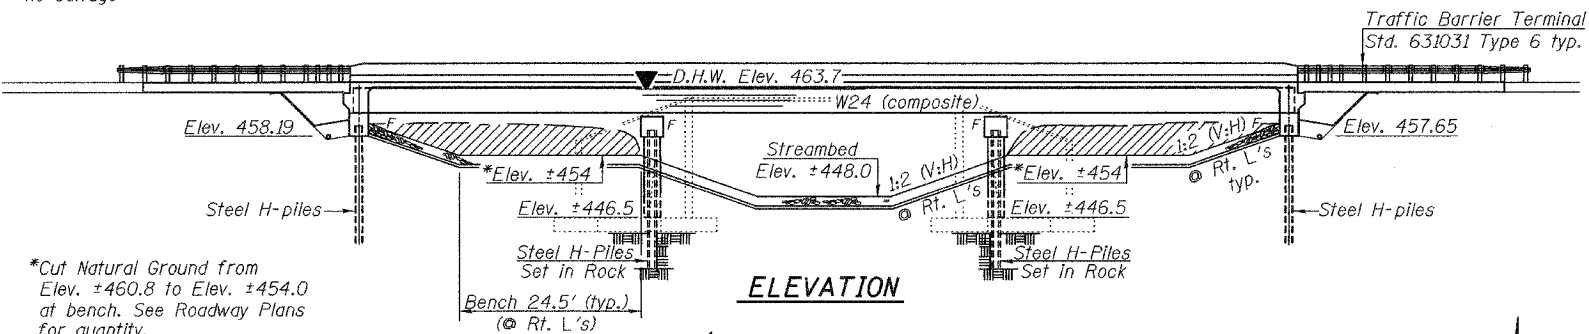 Traffic Barrier Terminal
Std. 631031 Type 6 typ.
D.H.W. Elev. 463.7
W24 (composite)
Elev. 458.19
F
F
F
F
Elev. 457.65
1:2 (V:H)
@ Rt. L's
typ.
Streambed
Elev. ±448.0
*Elev. ±454
1:2 (V:H)
@ Rt. L's
*Elev. ±454
Steel H-piles
Elev. ±446.5
Elev. ±446.5
Steel H-piles
Steel H-Piles
Set in Rock
Steel H-Piles
Set in Rock
*Cut Natural Ground from
Elev. ±460.8 to Elev. ±454.0
at bench. See Roadway Plans
for quantity.
Bench 24.5' (typ.)
(@ Rt. L's)
ELEVATION